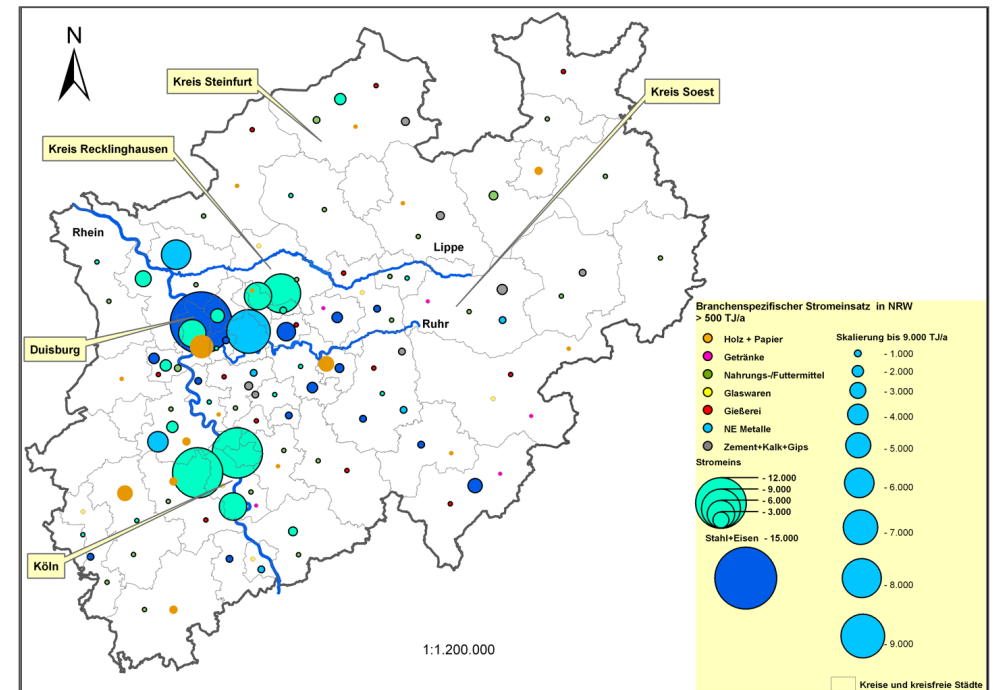 N
Kreis Steinfurt
Kreis Soest
Kreis Recklinghausen
Rhein
Lippe
Ruhr
Duisburg
Köln
1:1.200.000
Branchenspezifischer Stromeinsatz in NRW
> 500 TJ/a
Holz + Papier
Getränke
Nahrungs-/Futtermittel
Glaswaren
Gießerei
NE Metalle
Zement+Kalk+Gips
Stromeins
- 12.000
- 9.000
- 6.000
- 3.000
Stahl+Eisen - 15.000
Skalierung bis 9.000 TJ/a
- 1.000
- 2.000
- 3.000
- 4.000
- 5.000
- 6.000
- 7.000
- 8.000
- 9.000
Kreise und kreisfreie Städte